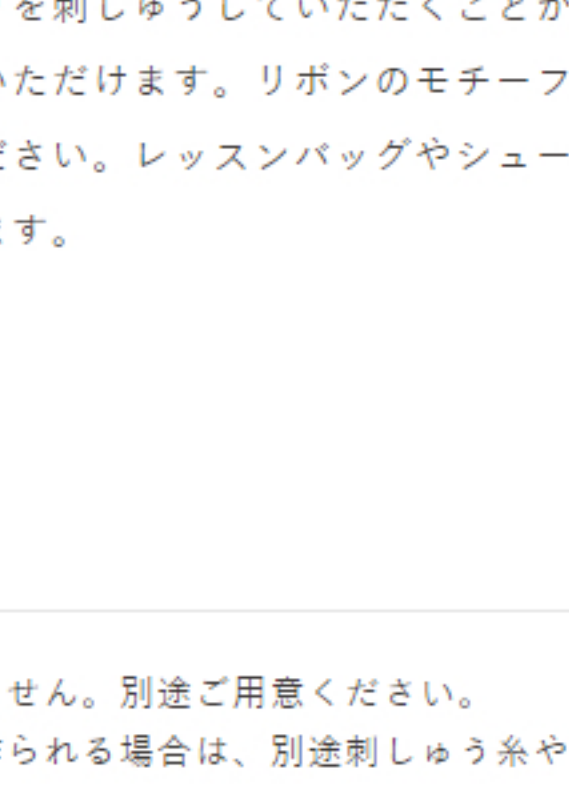 を刺しゅうしていただくことが
いただけます。リボンのモチーフ
ださい。レッスンバッグやシュー
ます。
せん。別途ご用意ください。
られる場合は、別途刺しゅう糸や